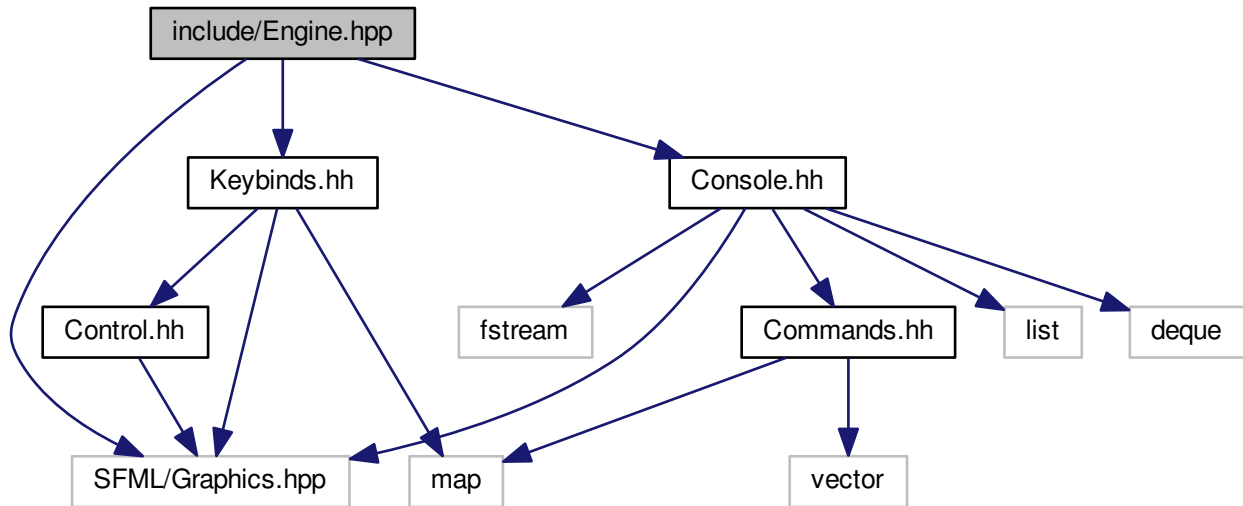 include/Engine.hpp
Keybinds.hh
Console.hh
Control.hh
fstream
Commands.hh
list
deque
SFML/Graphics.hpp
map
vector